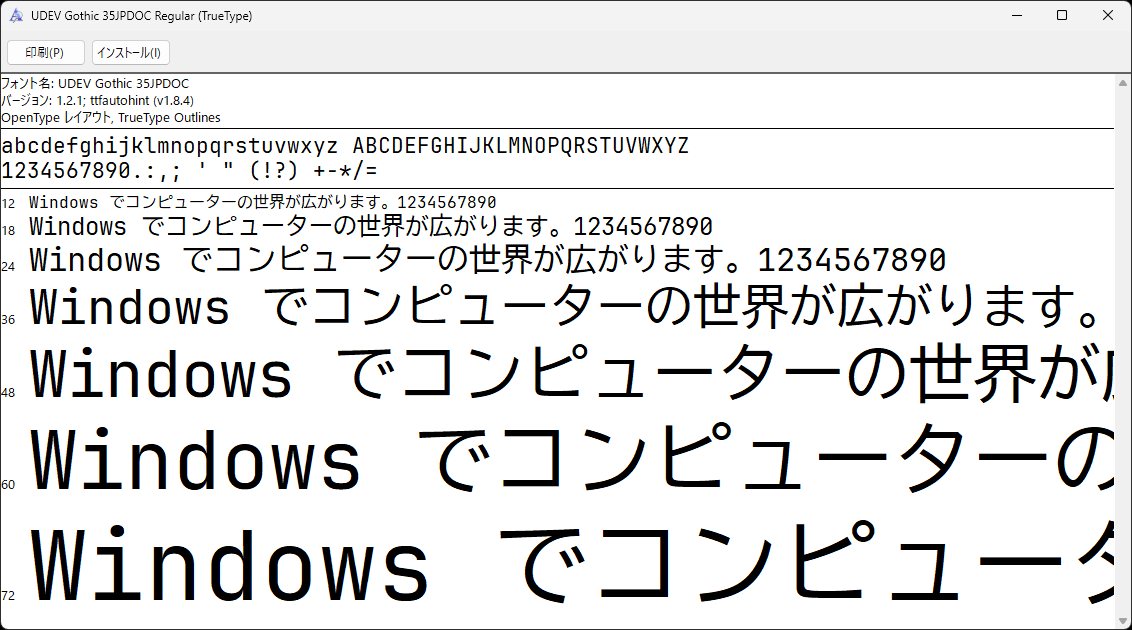 UDEV Gothic 35JPDOC Regular (TrueType)
印刷(P) インストール(I)
フォント名: UDEV Gothic 35JPDOC
バージョン: 1.2.1; ttfautohint (v1.8.4)
OpenType レイアウト, TrueType Outlines
abcdefghijklmnopqrstuvwxyz ABCDEFGHIJKLMNOPQRSTUVWXYZ
1234567890.:,; ' " (!?) +-*/=
12 Windows でコンピューターの世界が広がります。1234567890
18 Windows でコンピューターの世界が広がります。1234567890
24 Windows でコンピューターの世界が広がります。1234567890
36 Windows でコンピューターの世界が広がります。
48 Windows でコンピューターの世界が広
60 Windows でコンピューターの
72 Windows でコンピュータ